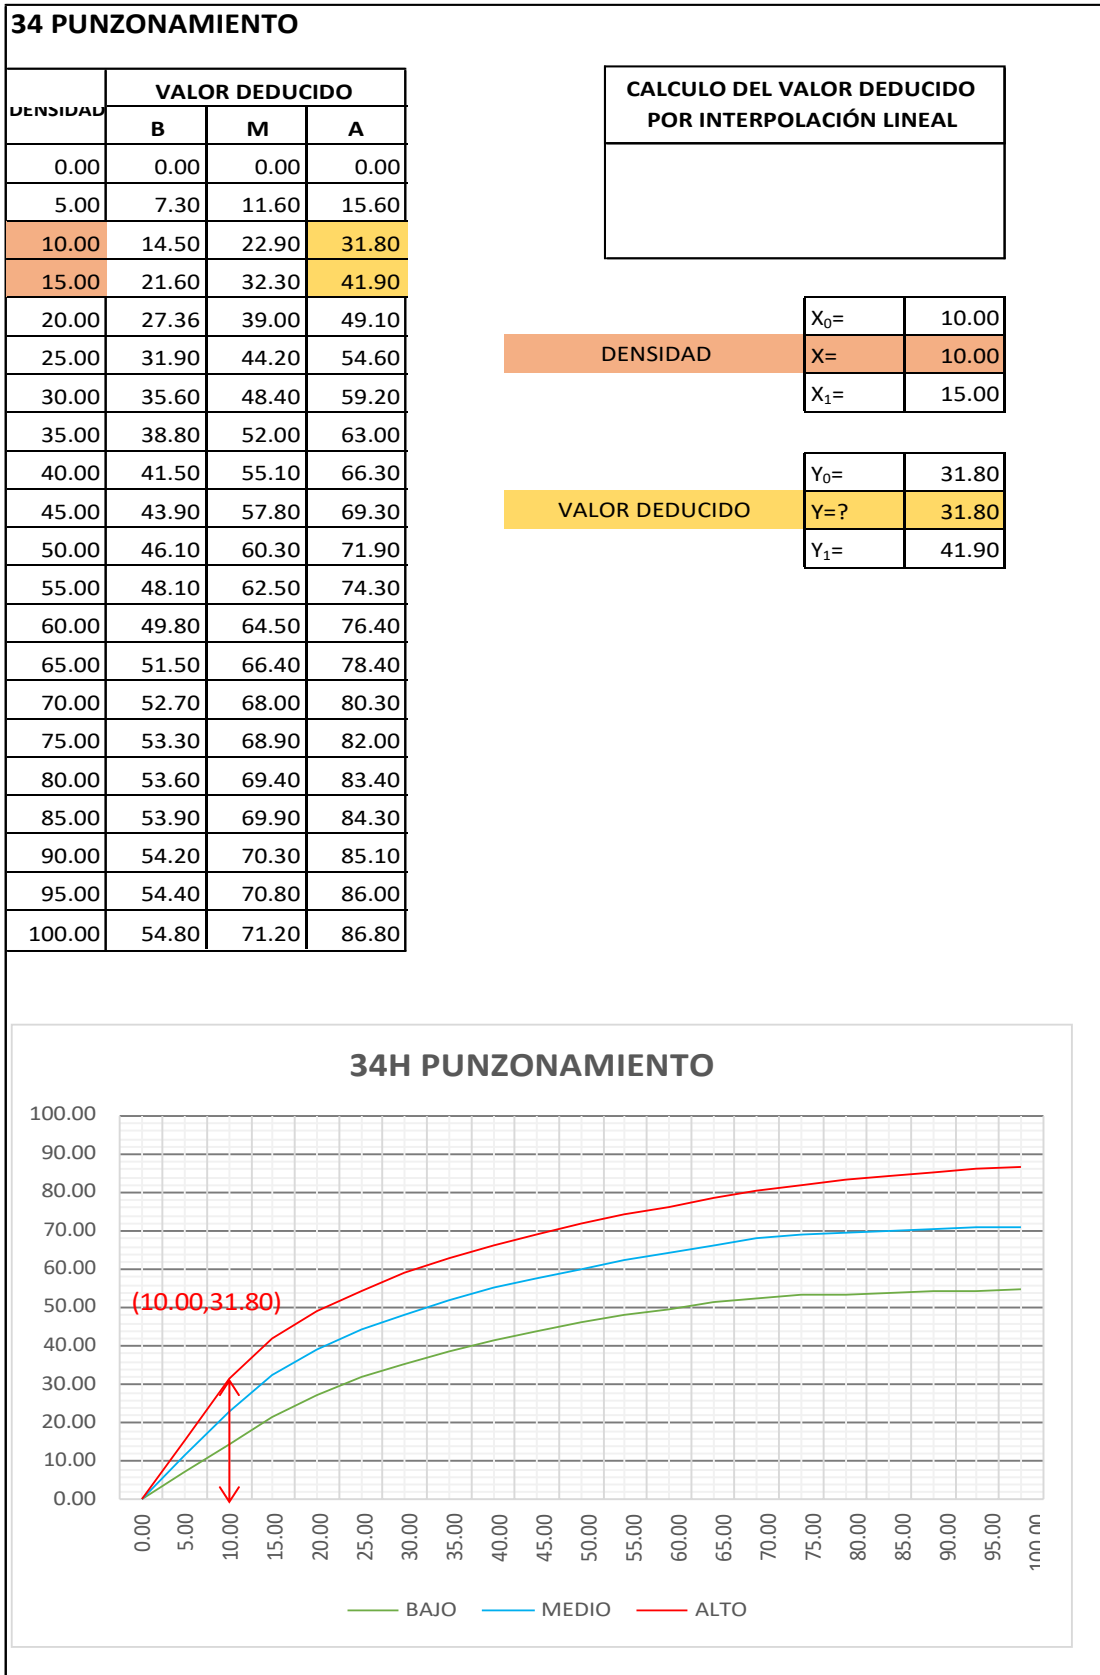 34 PUNZONAMIENTO
DENSIDAD VALOR DEDUCIDO
B M A
0.00 0.00 0.00 0.00
5.00 7.30 11.60 15.60
10.00 14.50 22.90 31.80
15.00 21.60 32.30 41.90
20.00 27.36 39.00 49.10
25.00 31.90 44.20 54.60
30.00 35.60 48.40 59.20
35.00 38.80 52.00 63.00
40.00 41.50 55.10 66.30
45.00 43.90 57.80 69.30
50.00 46.10 60.30 71.90
55.00 48.10 62.50 74.30
60.00 49.80 64.50 76.40
65.00 51.50 66.40 78.40
70.00 52.70 68.00 80.30
75.00 53.30 68.90 82.00
80.00 53.60 69.40 83.40
85.00 53.90 69.90 84.30
90.00 54.20 70.30 85.10
95.00 54.40 70.80 86.00
100.00 54.80 71.20 86.80
CALCULO DEL VALOR DEDUCIDO
POR INTERPOLACIÓN LINEAL
X₀= 10.00
DENSIDAD X= 10.00
X₁= 15.00
Y₀= 31.80
VALOR DEDUCIDO Y=? 31.80
Y₁= 41.90
34H PUNZONAMIENTO
100.00
90.00
80.00
70.00
60.00
50.00
40.00
30.00
20.00
10.00
0.00
(10.00,31.80)
0.00 5.00 10.00 15.00 20.00 25.00 30.00 35.00 40.00 45.00 50.00 55.00 60.00 65.00 70.00 75.00 80.00 85.00 90.00 95.00 100.00
BAJO MEDIO ALTO